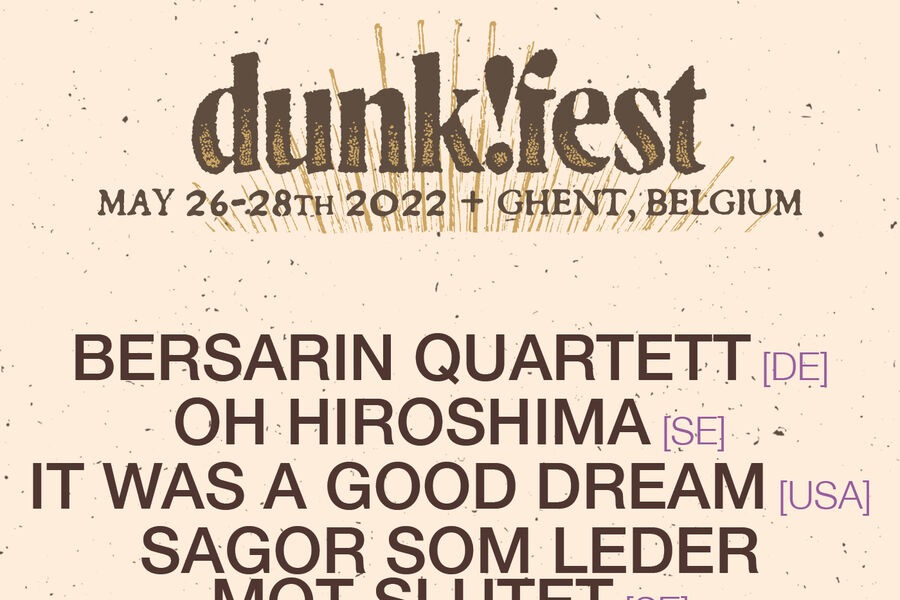 dunk!fest
MAY 26-28TH 2022 + GHENT, BELGIUM
BERSARIN QUARTETT [DE]
OH HIROSHIMA [SE]
IT WAS A GOOD DREAM [USA]
SAGOR SOM LEDER
MOT SLUTET [SE]